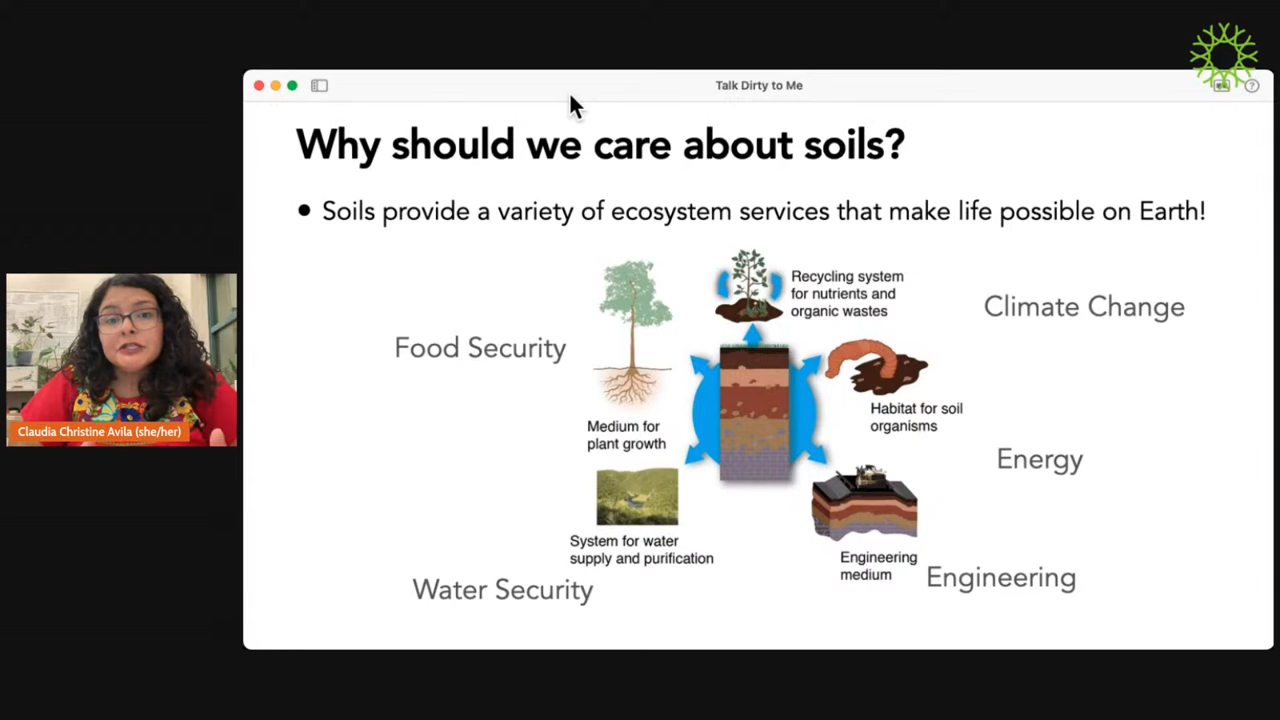 Talk Dirty to Me
?
Why should we care about soils?
• Soils provide a variety of ecosystem services that make life possible on Earth!
Recycling system
for nutrients and
organic wastes
Climate Change
Food Security
Medium for
plant growth
Habitat for soil
organisms
Claudia Christine Avila (she/her)
Energy
System for water
supply and purification
Engineering
medium
Engineering
Water Security